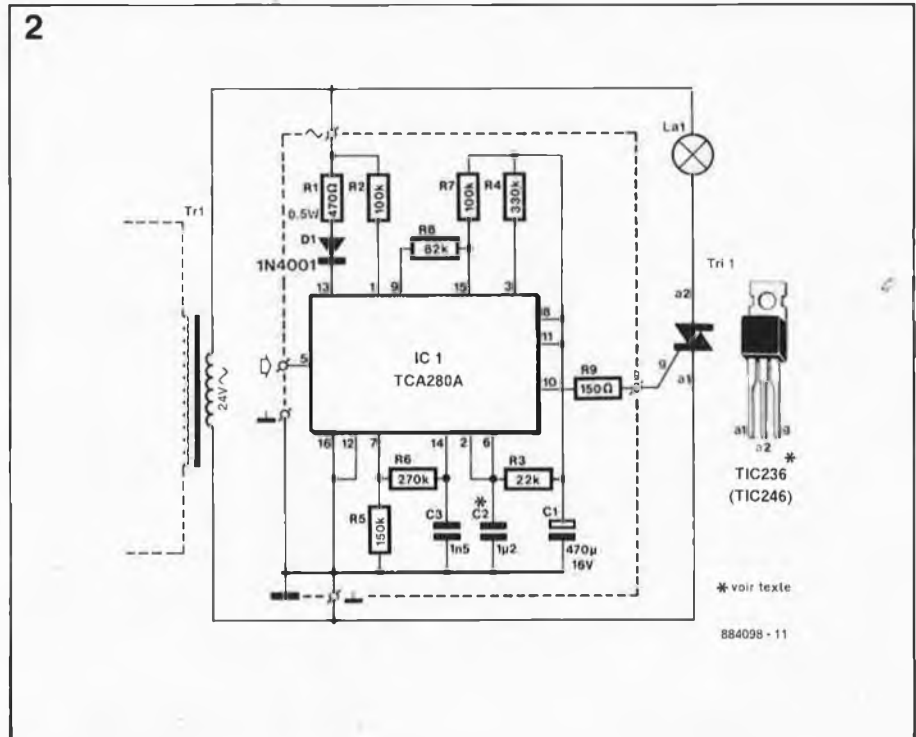 2
La1
R1
470Ω
0.5W
R2
100k
R7
100k
R4
330k
Tr1
D1
1N4001
R8
82k
Tri 1
13
1
9
15
3
a2
8
11
10
5
IC 1
TCA280A
R9
150Ω
g
a1
24V~
16
12
7
14
2
6
R6
270k
R3
22k
a1
a2
g
*
TIC236
(TIC246)
R5
150k
C3
1n5
*
C2
1µ2
C1
470µ
16V
* voir texte
884098 - 11